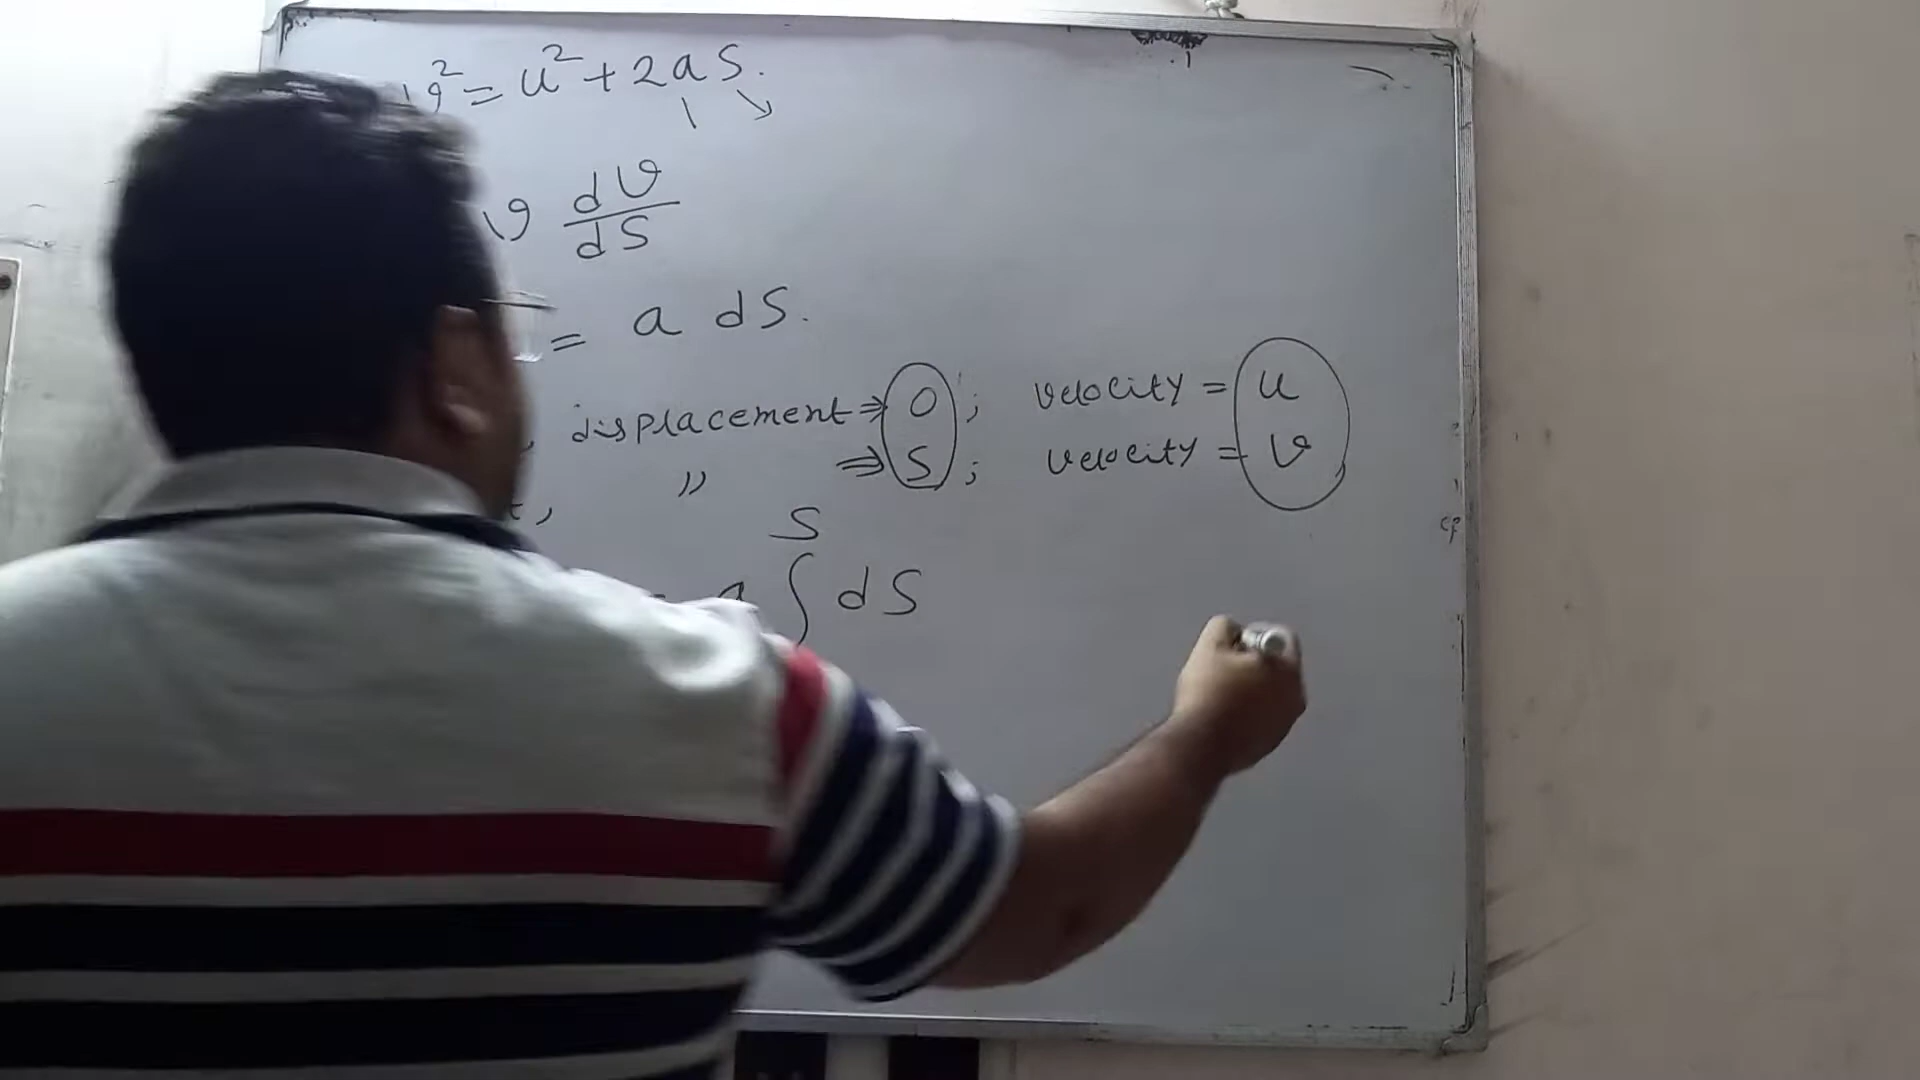 v² = u² + 2as.
v dv/ds
= a ds.
, displacement ⇒ 0 ; velocity = u
t, " ⇒ s ; velocity = v
s
a ∫ ds